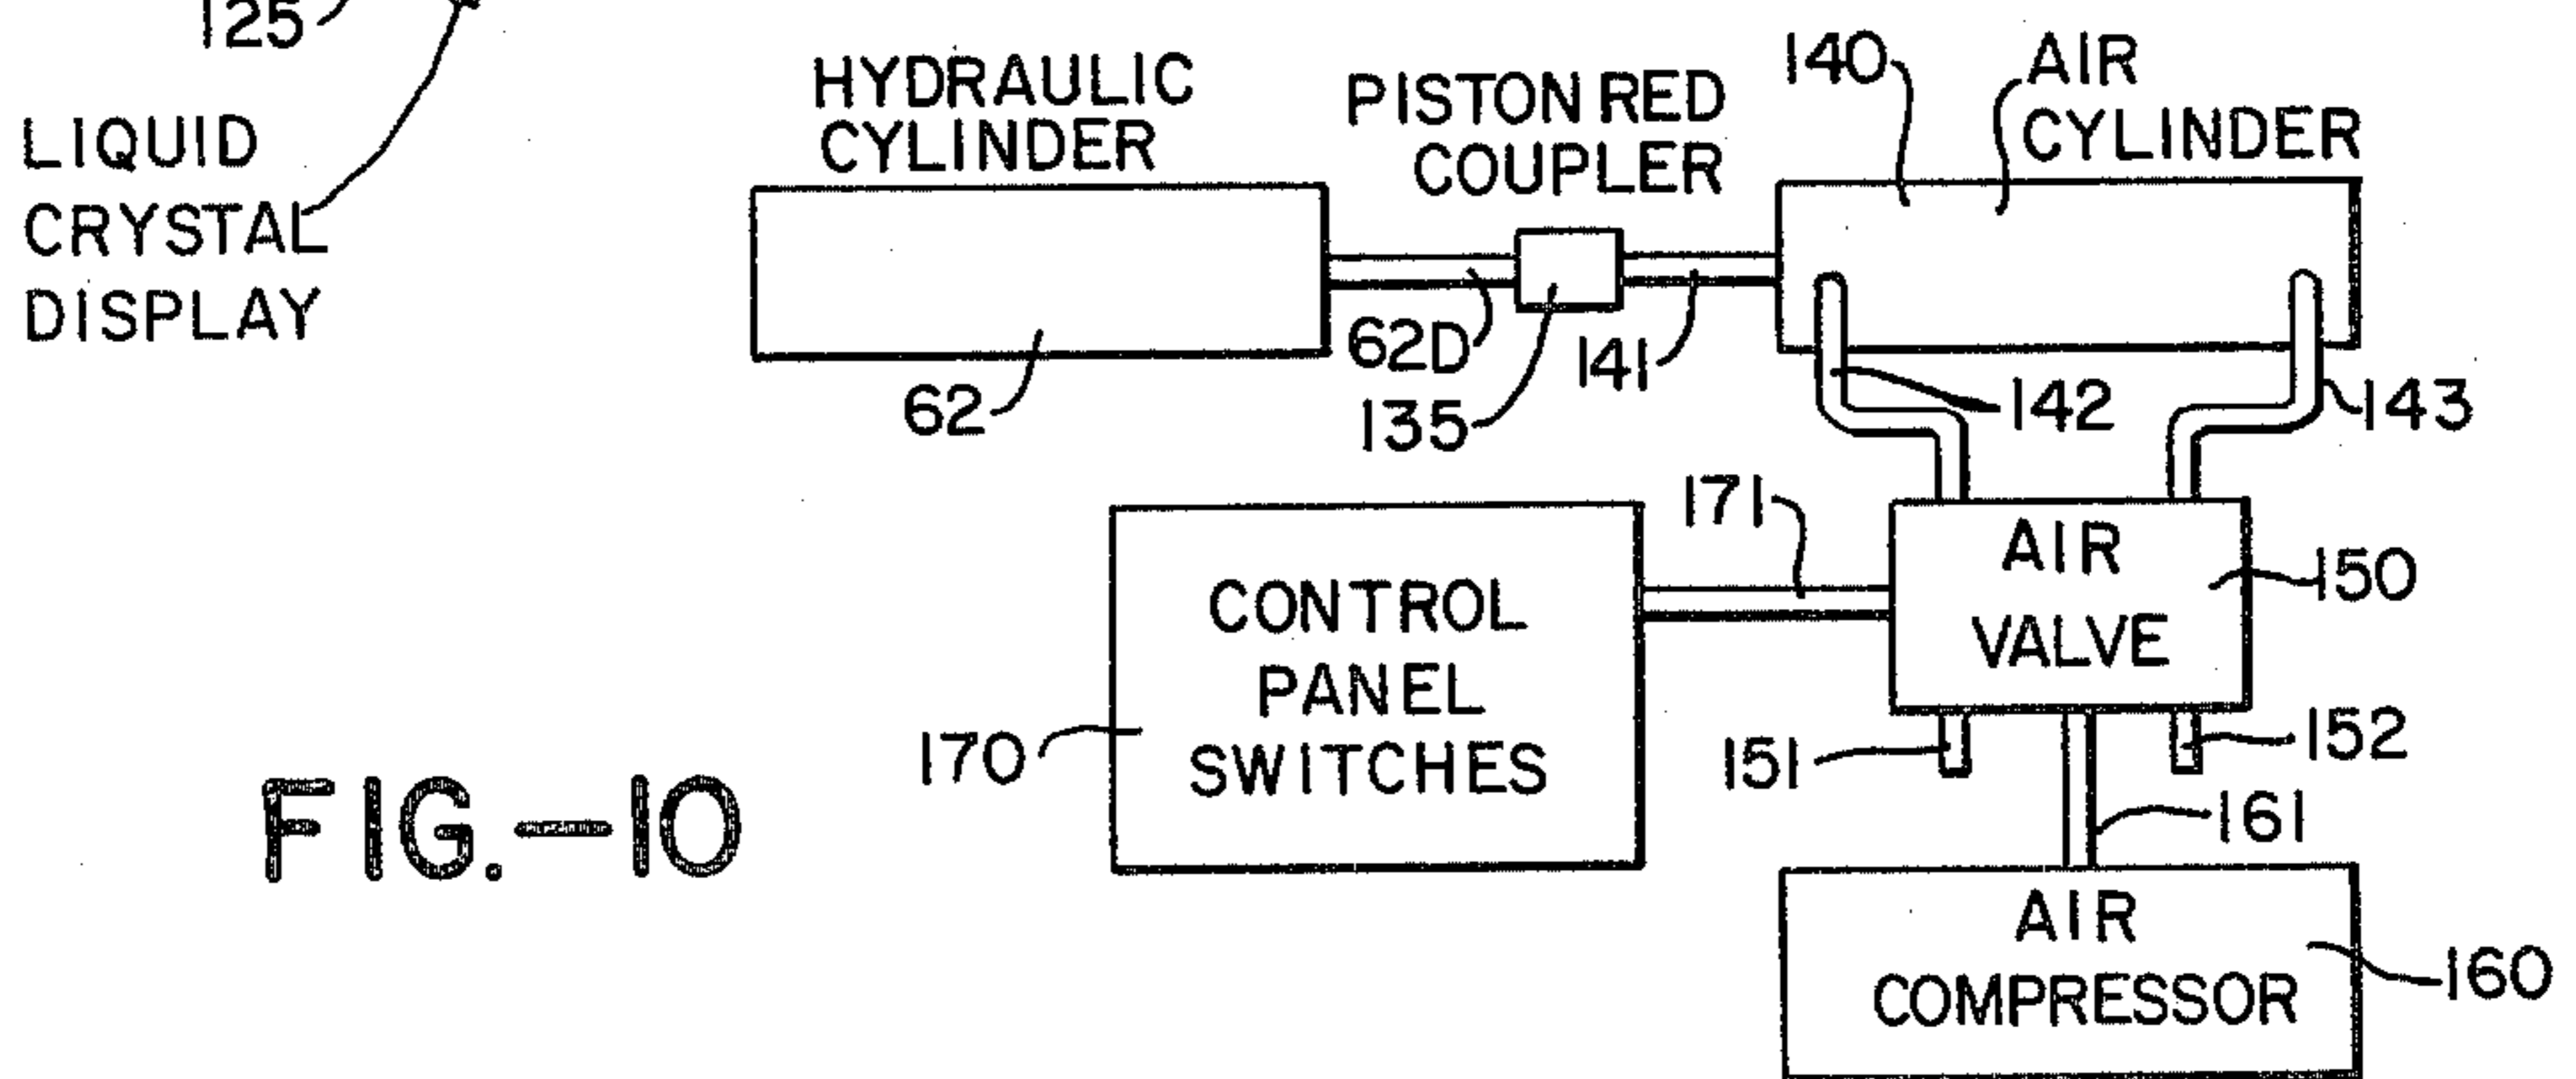 125
LIQUID
CRYSTAL
DISPLAY
HYDRAULIC
CYLINDER
62
PISTON RED
COUPLER
62D
135
141
140
AIR
CYLINDER
142
143
171
AIR
VALVE
150
CONTROL
PANEL
SWITCHES
170
151
152
161
AIR
COMPRESSOR
160
FIG.-10